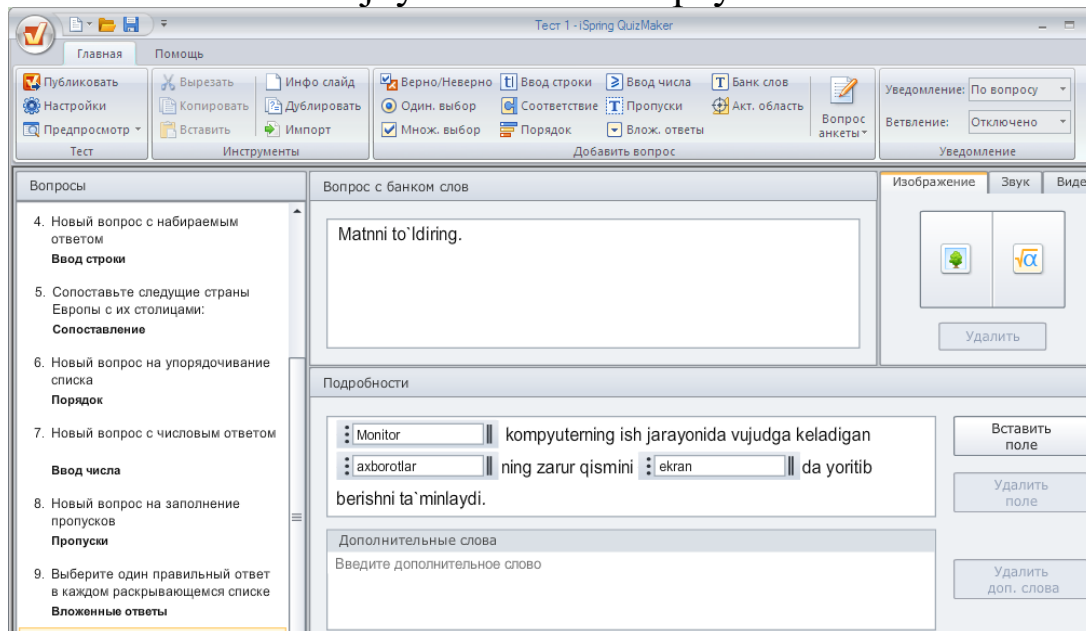 Тест 1 - iSpring QuizMaker
Главная Помощь
Публиковать Вырезать Инфо слайд Верно/Неверно Ввод строки Ввод числа Банк слов Уведомление: По вопросу
Настройки Копировать Дублировать Один. выбор Соответствие Пропуски Акт. область
Предпросмотр Вставить Импорт Множ. выбор Порядок Влож. ответы Вопрос анкеты Ветвление: Отключено
Тест Инструменты Добавить вопрос Уведомление
Вопросы Вопрос с банком слов Изображение Звук Виде
4. Новый вопрос с набираемым
ответом
Ввод строки
5. Сопоставьте следущие страны
Европы с их столицами:
Сопоставление
6. Новый вопрос на упорядочивание
списка
Порядок
7. Новый вопрос с числовым ответом
Ввод числа
8. Новый вопрос на заполнение
пропусков
Пропуски
9. Выберите один правильный ответ
в каждом раскрывающемся списке
Вложенные ответы
Matnni to`ldiring.
√α
Удалить
Подробности
Monitor kompyuterning ish jarayonida vujudga keladigan
axborotlar ning zarur qismini ekran da yoritib
berishni ta`minlaydi.
Вставить
поле
Удалить
поле
Дополнительные слова
Введите дополнительное слово
Удалить
доп. слова